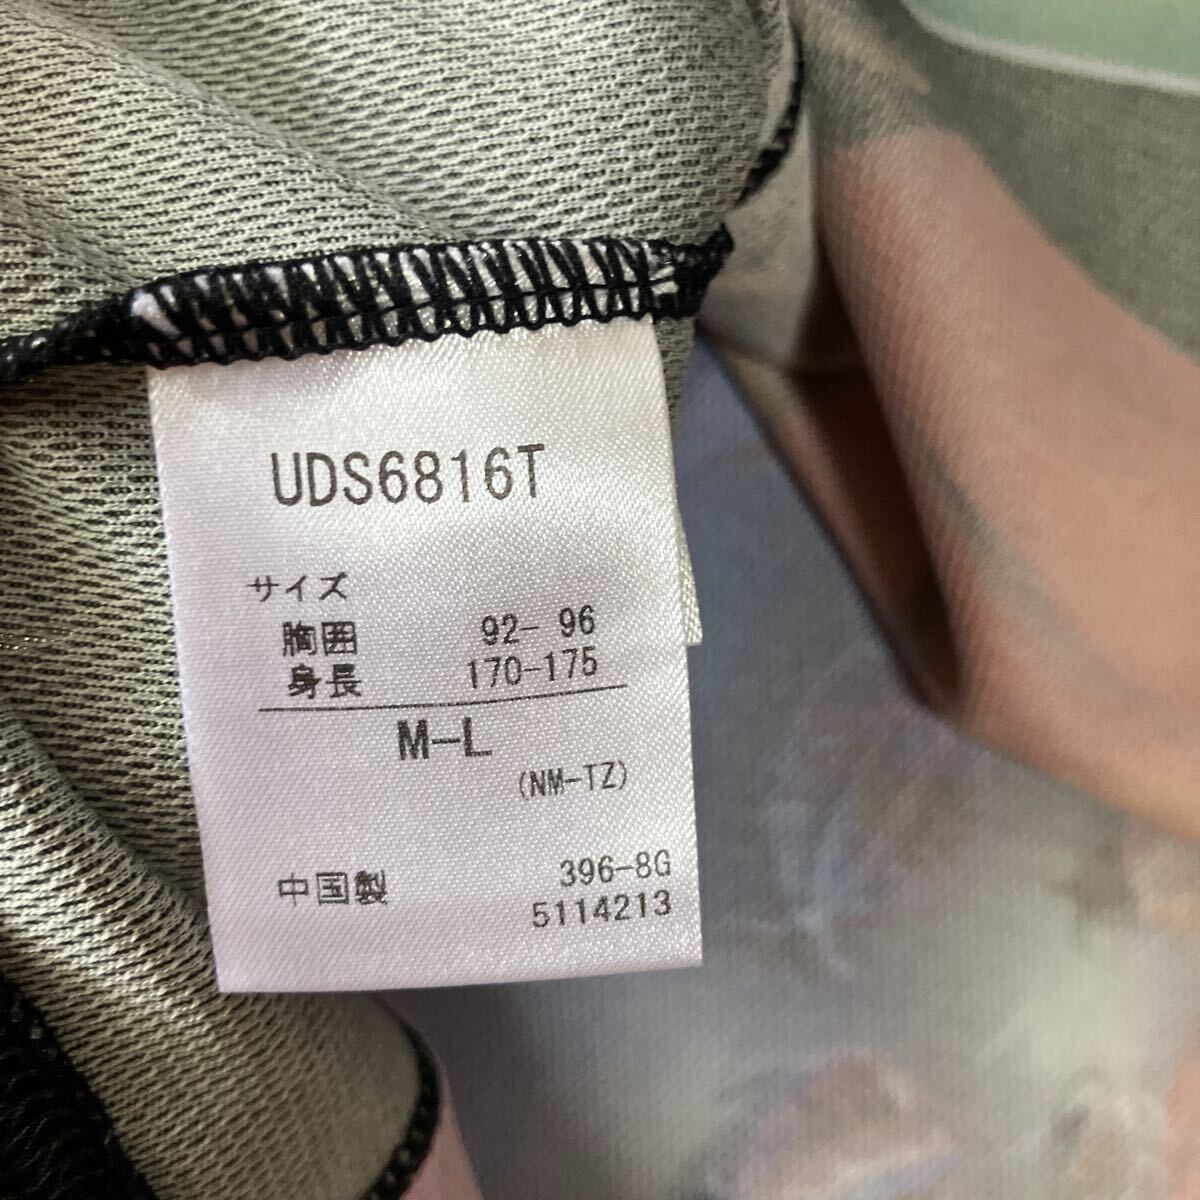 UDS6816T
サイズ
胸囲 92- 96
身長 170-175
M-L
(NM-TZ)
中国製 396-8G
5114213